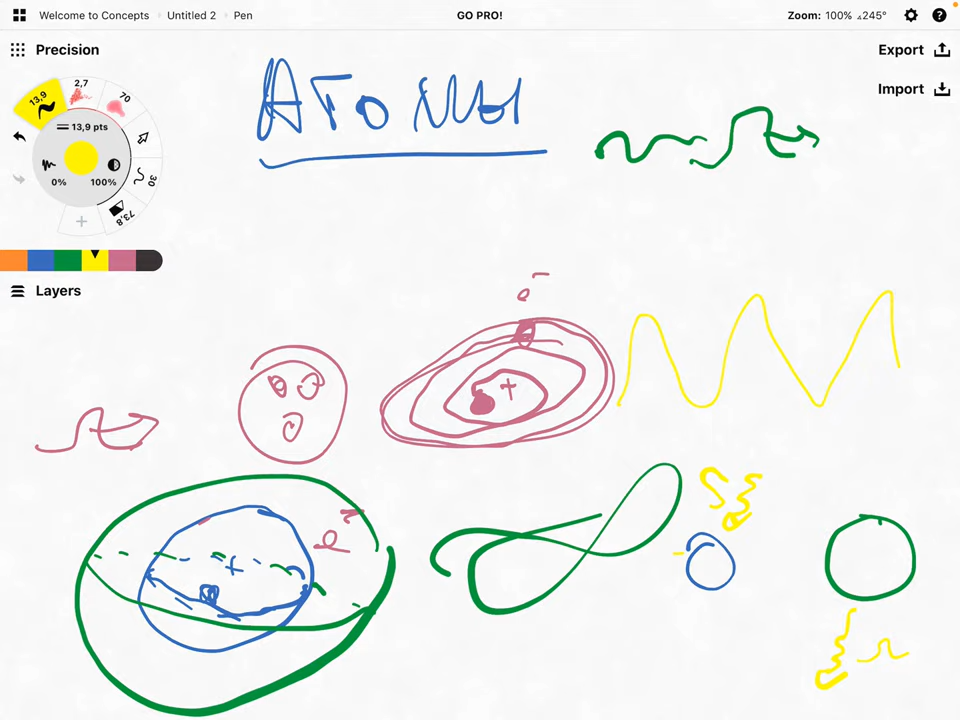 Welcome to Concepts › Untitled 2 › Pen
GO PRO!
Zoom: 100% ⊿245°
Precision
Export
Import
13,9
2,7
70
13,9 pts
0%
100%
30
73,8
Layers
e⁻
+
+
e⁻